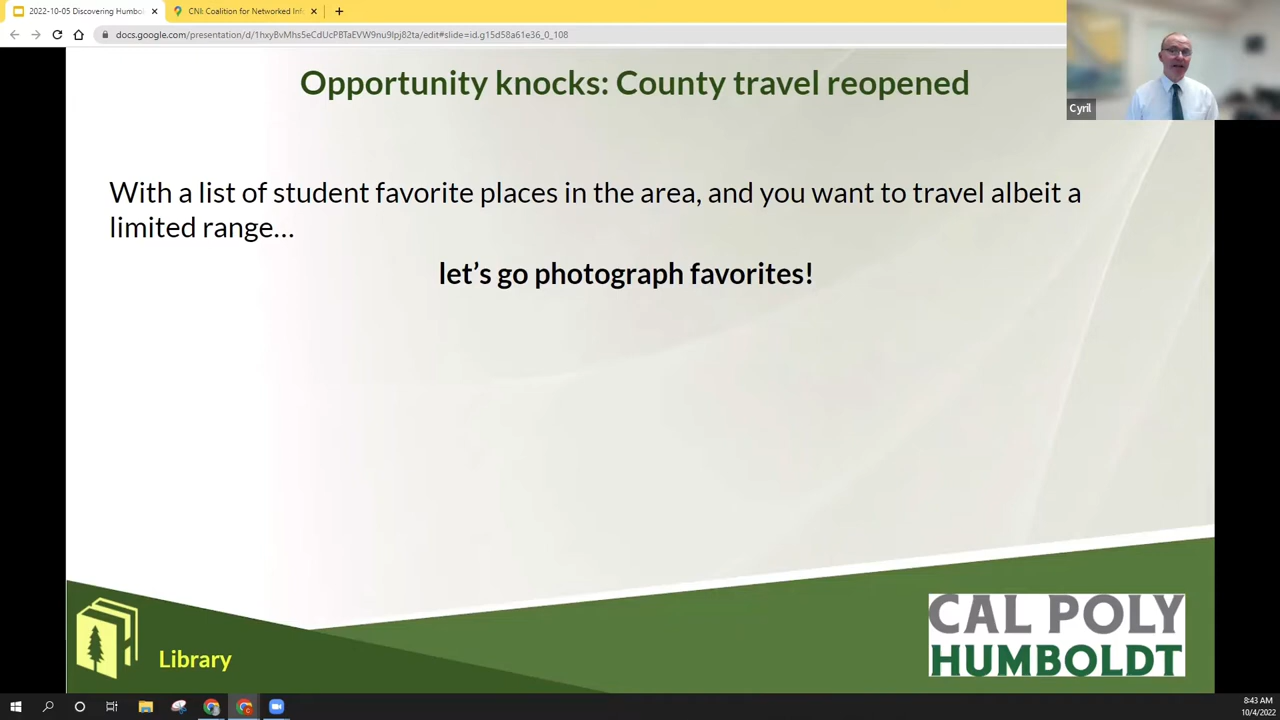 2022-10-05 Discovering Humbol
CNI: Coalition for Networked Inf
docs.google.com/presentation/d/1hxyBvMhs5eCdUcPBTaEVW9nu9lpj82ta/edit#slide=id.g15d58a61e36_0_108
Cyril
Opportunity knocks: County travel reopened
With a list of student favorite places in the area, and you want to travel albeit a
limited range...
let's go photograph favorites!
Library
CAL POLY
HUMBOLDT
8:43 AM
10/4/2022